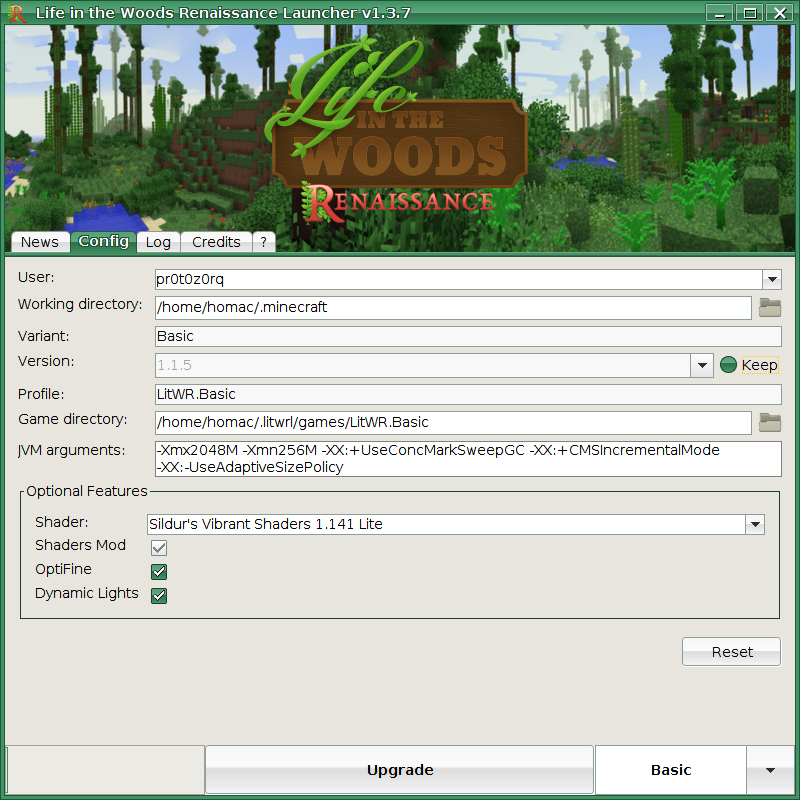 Life in the Woods Renaissance Launcher v1.3.7
Life
IN THE
WOODS
RENAISSANCE
News Config Log Credits ?
User: pr0t0z0rq
Working directory: /home/homac/.minecraft
Variant: Basic
Version: 1.1.5 Keep
Profile: LitWR.Basic
Game directory: /home/homac/.litwrl/games/LitWR.Basic
JVM arguments: -Xmx2048M -Xmn256M -XX:+UseConcMarkSweepGC -XX:+CMSIncrementalMode
-XX:-UseAdaptiveSizePolicy
Optional Features
Shader: Sildur's Vibrant Shaders 1.141 Lite
Shaders Mod
OptiFine
Dynamic Lights
Reset
Upgrade Basic